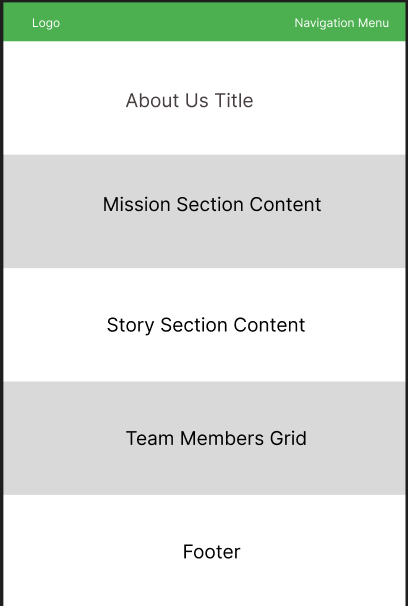 Logo
Navigation Menu
About Us Title
Mission Section Content
Story Section Content
Team Members Grid
Footer